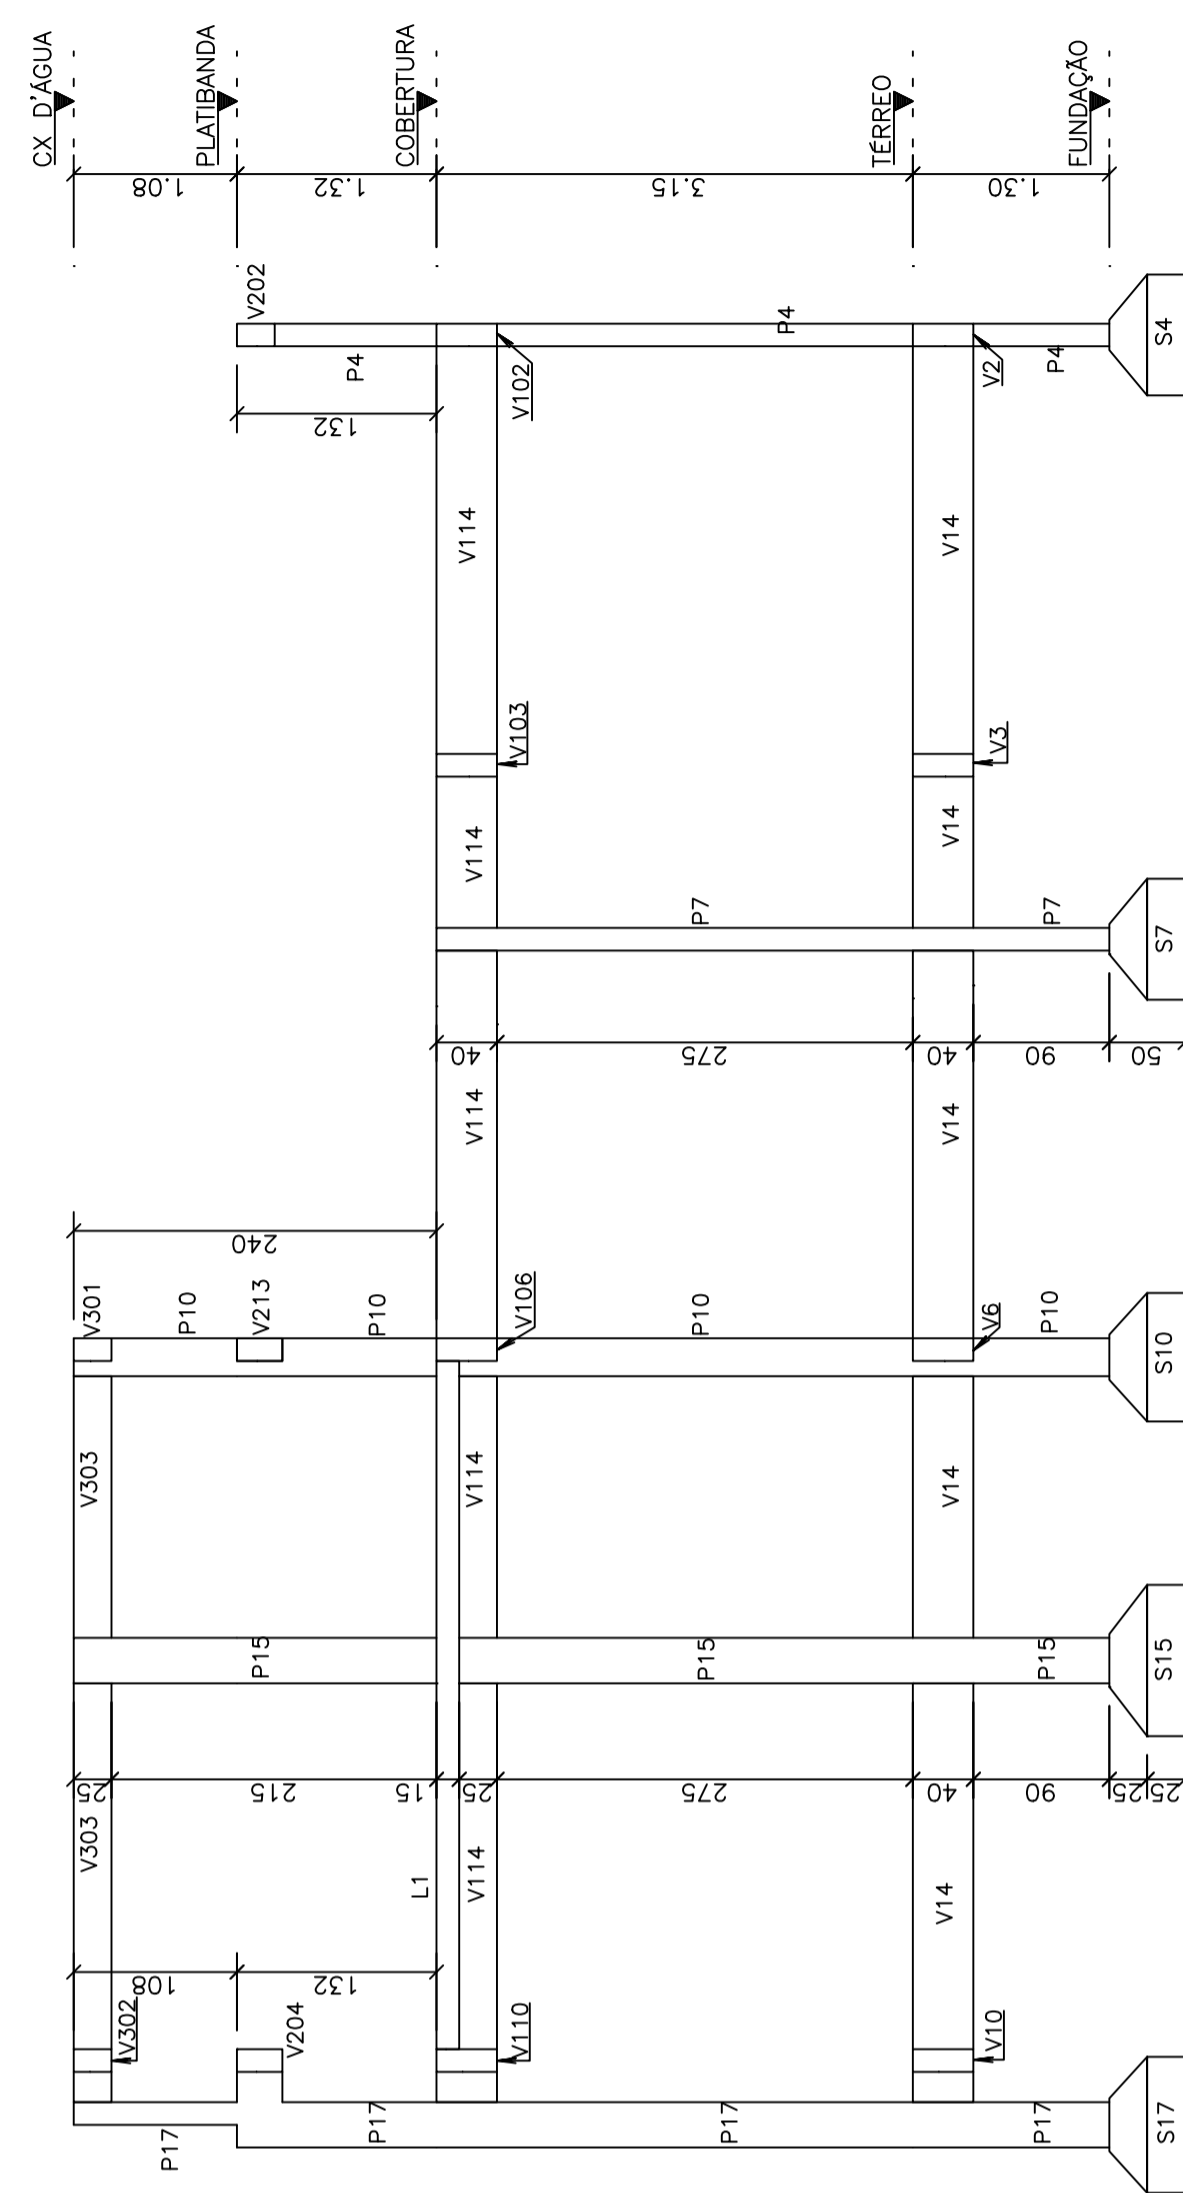 CX D'ÁGUA
PLATIBANDA
COBERTURA
TÉRREO
FUNDAÇÃO
1.08
1.32
3.15
1.30
V202
P4
P4
V2
P4
S4
132
V102
V114
V14
V103
V3
V114
V14
P7
P7
S7
40
275
40
90
50
V114
V14
240
V301
P10
V213
P10
V106
P10
V6
P10
S10
V303
V114
V14
P15
P15
P15
S15
25
215
15
25
275
40
90
25
25
V303
L1
V114
V14
108
132
V302
V204
V110
V10
P17
P17
P17
P17
S17